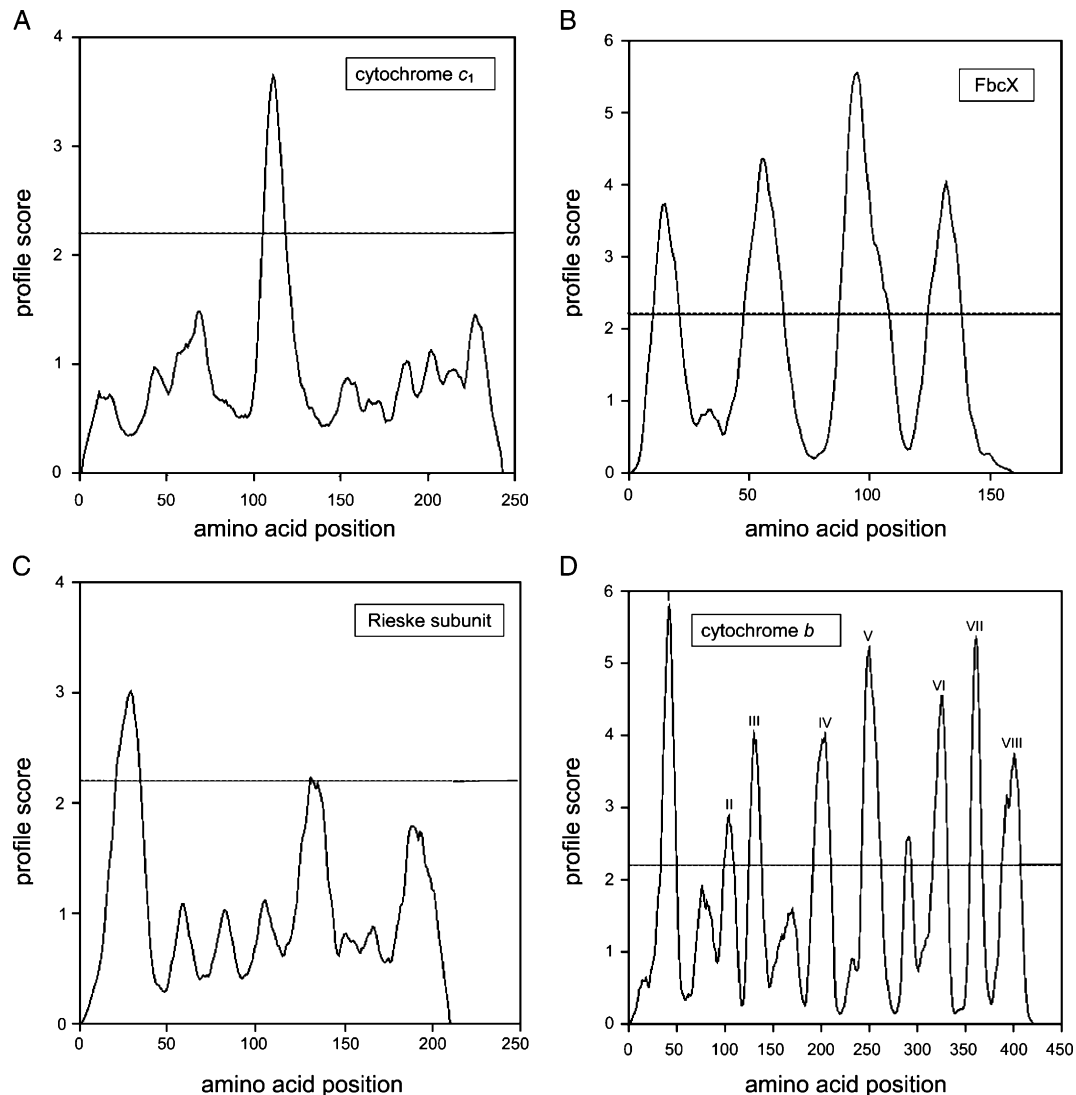 A
cytochrome c1
profile score
4
3
2
1
0
0 50 100 150 200 250
amino acid position
B
FbcX
profile score
6
5
4
3
2
1
0
0 50 100 150
amino acid position
C
Rieske subunit
profile score
4
3
2
1
0
0 50 100 150 200 250
amino acid position
D
cytochrome b
profile score
6
5
4
3
2
1
0
I
II
III
IV
V
VI
VII
VIII
0 50 100 150 200 250 300 350 400 450
amino acid position